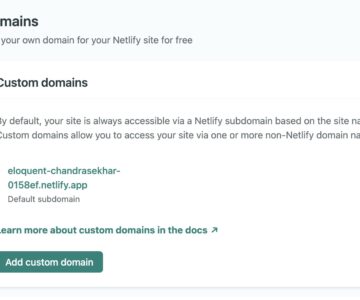 mains
your own domain for your Netlify site for free
Custom domains
By default, your site is always accessible via a Netlify subdomain based on the site na
Custom domains allow you to access your site via one or more non-Netlify domain na
eloquent-chandrasekhar-
0158ef.netlify.app
Default subdomain
Learn more about custom domains in the docs ↗
Add custom domain